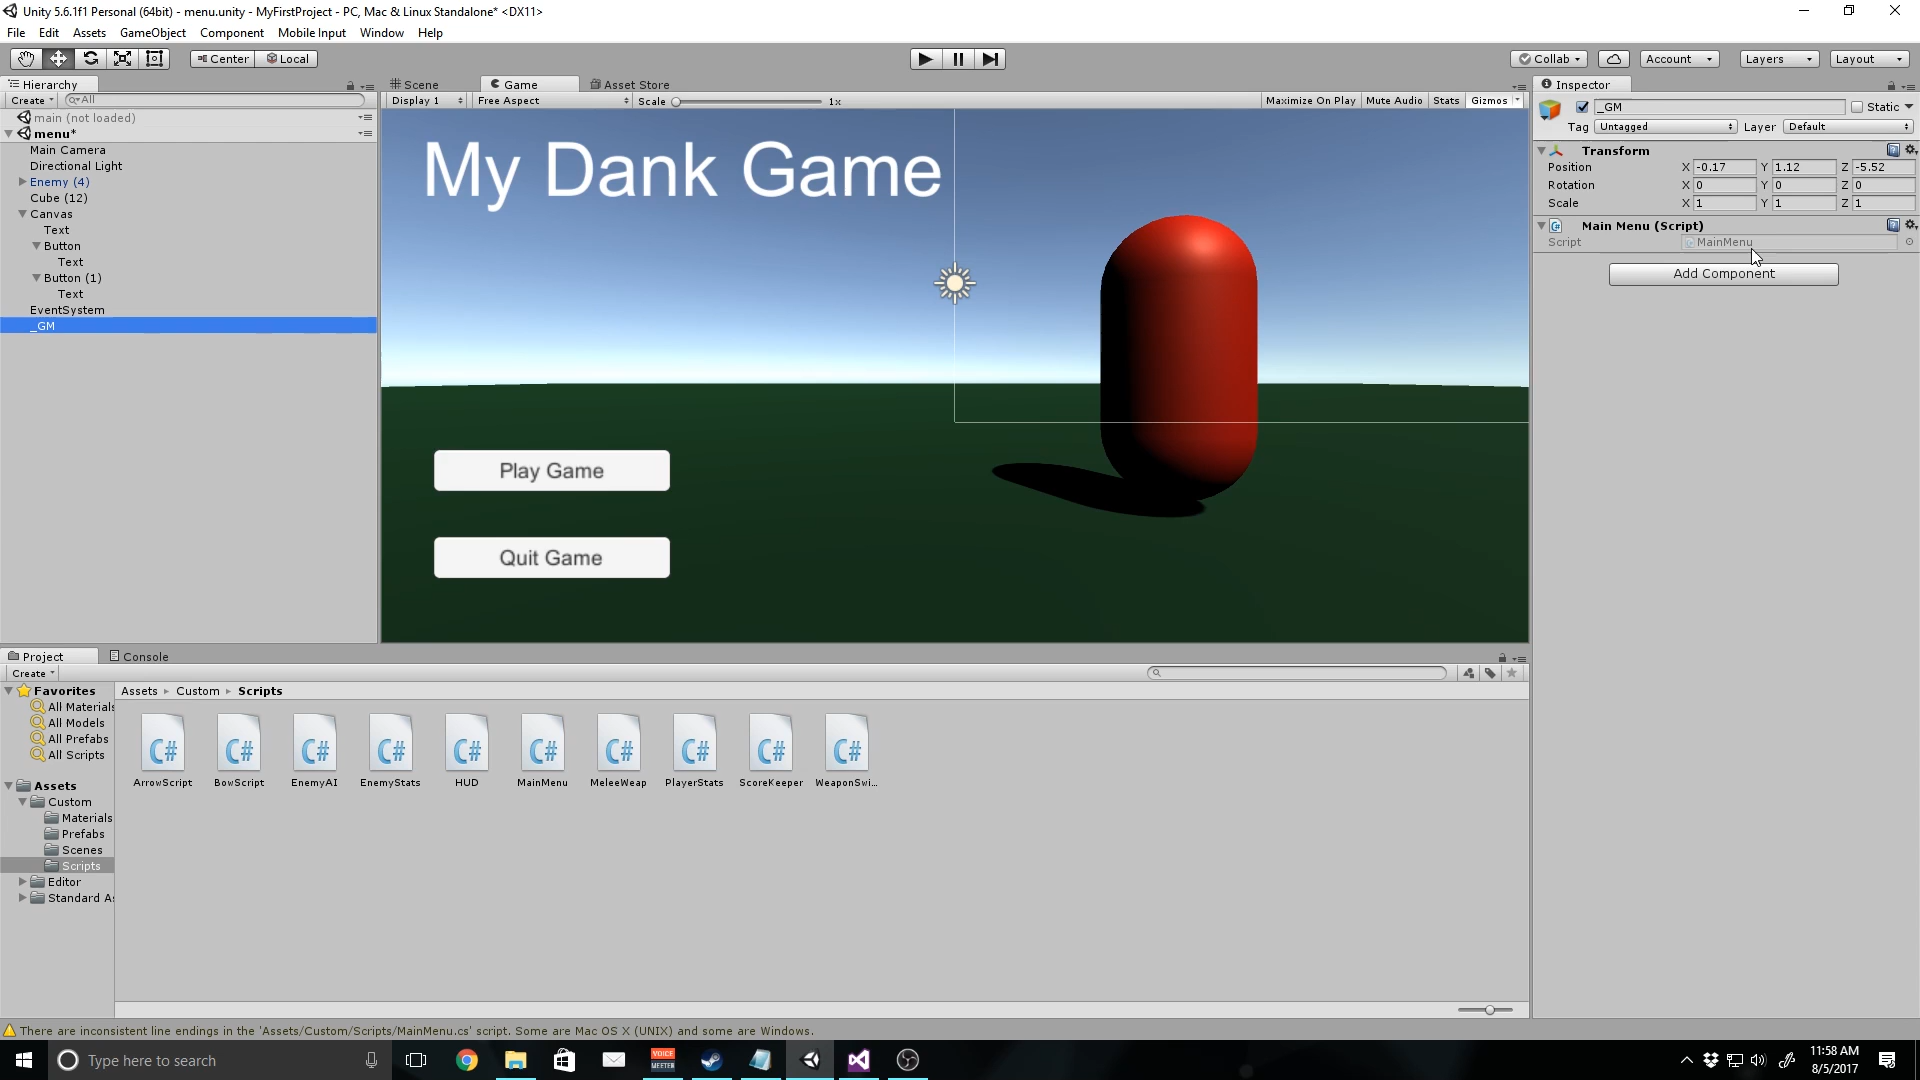 Unity 5.6.1f1 Personal (64bit) - menu.unity - MyFirstProject - PC, Mac & Linux Standalone* <DX11>
File Edit Assets GameObject Component Mobile Input Window Help
Center Local Collab Account Layers Layout
Hierarchy
Create All
main (not loaded)
menu*
Main Camera
Directional Light
Enemy (4)
Cube (12)
Canvas
Text
Button
Text
Button (1)
Text
EventSystem
_GM
Scene Game Asset Store
Display 1 Free Aspect Scale 1x Maximize On Play Mute Audio Stats Gizmos
My Dank Game
Play Game
Quit Game
Inspector
_GM Static
Tag Untagged Layer Default
Transform
Position X -0.17 Y 1.12 Z -5.52
Rotation X 0 Y 0 Z 0
Scale X 1 Y 1 Z 1
Main Menu (Script)
Script MainMenu
Add Component
Project Console
Create
Favorites
All Materials
All Models
All Prefabs
All Scripts
Assets
Custom
Materials
Prefabs
Scenes
Scripts
Editor
Standard As
Assets Custom Scripts
C# C# C# C# C# C# C# C# C# C#
ArrowScript BowScript EnemyAI EnemyStats HUD MainMenu MeleeWeap PlayerStats ScoreKeeper WeaponSwi...
There are inconsistent line endings in the 'Assets/Custom/Scripts/MainMenu.cs' script. Some are Mac OS X (UNIX) and some are Windows.
Type here to search
VOICE
MEETER
11:58 AM
8/5/2017